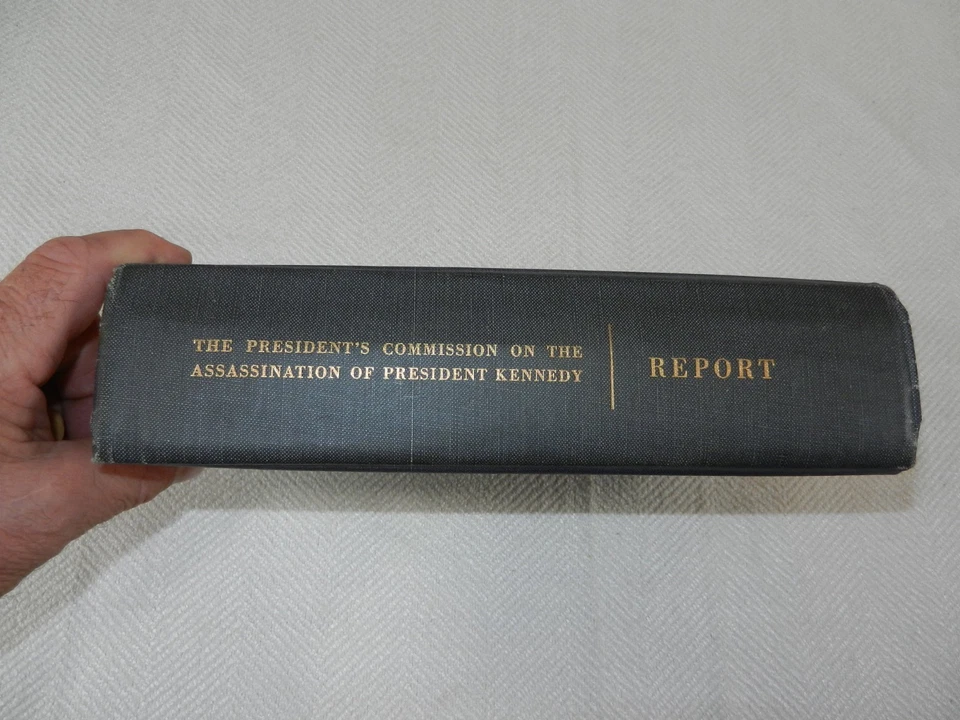 THE PRESIDENT'S COMMISSION ON THE
ASSASSINATION OF PRESIDENT KENNEDY
REPORT